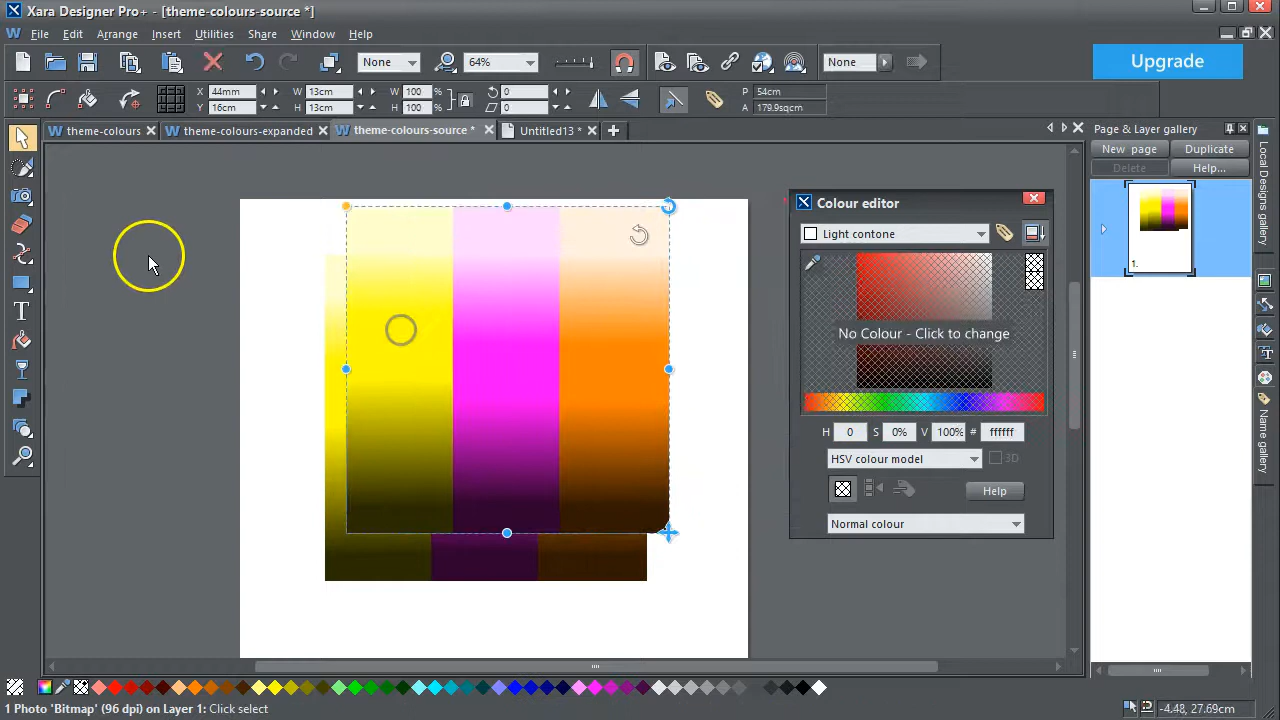 Xara Designer Pro+ - [theme-colours-source *]
File Edit Arrange Insert Utilities Share Window Help
None 64% None Upgrade
X 44mm W 13cm W 100 % 0 P 54cm
Y 16cm H 13cm H 100 % 0 A 179.9sqcm
theme-colours theme-colours-expanded theme-colours-source * Untitled13 * Page & Layer gallery
New page Duplicate
Delete Help...
Local Designs gallery
Name gallery
1.
Colour editor
Light contone
No Colour - Click to change
H 0 S 0% V 100% # ffffff
HSV colour model 3D
Help
Normal colour
1 Photo 'Bitmap' (96 dpi) on Layer 1: Click select -4.48, 27.69cm